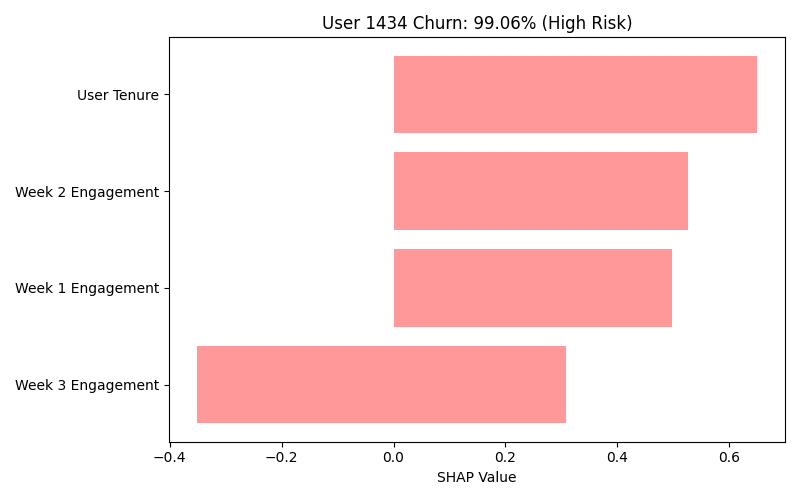 User 1434 Churn: 99.06% (High Risk)
User Tenure
Week 2 Engagement
Week 1 Engagement
Week 3 Engagement
−0.4 −0.2 0.0 0.2 0.4 0.6
SHAP Value